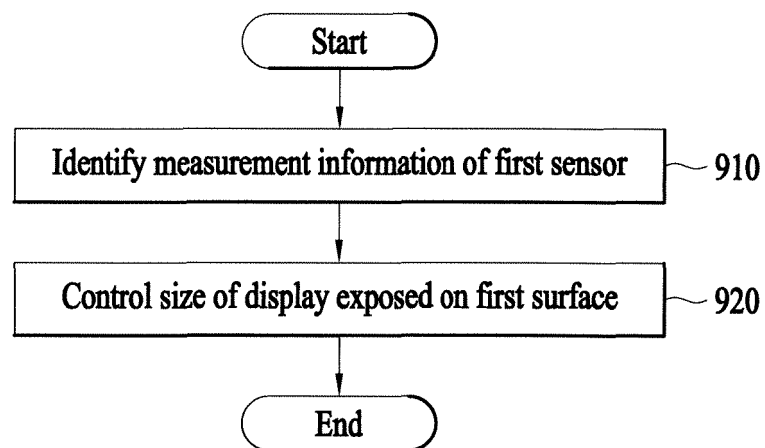 Start
Identify measurement information of first sensor
910
Control size of display exposed on first surface
920
End